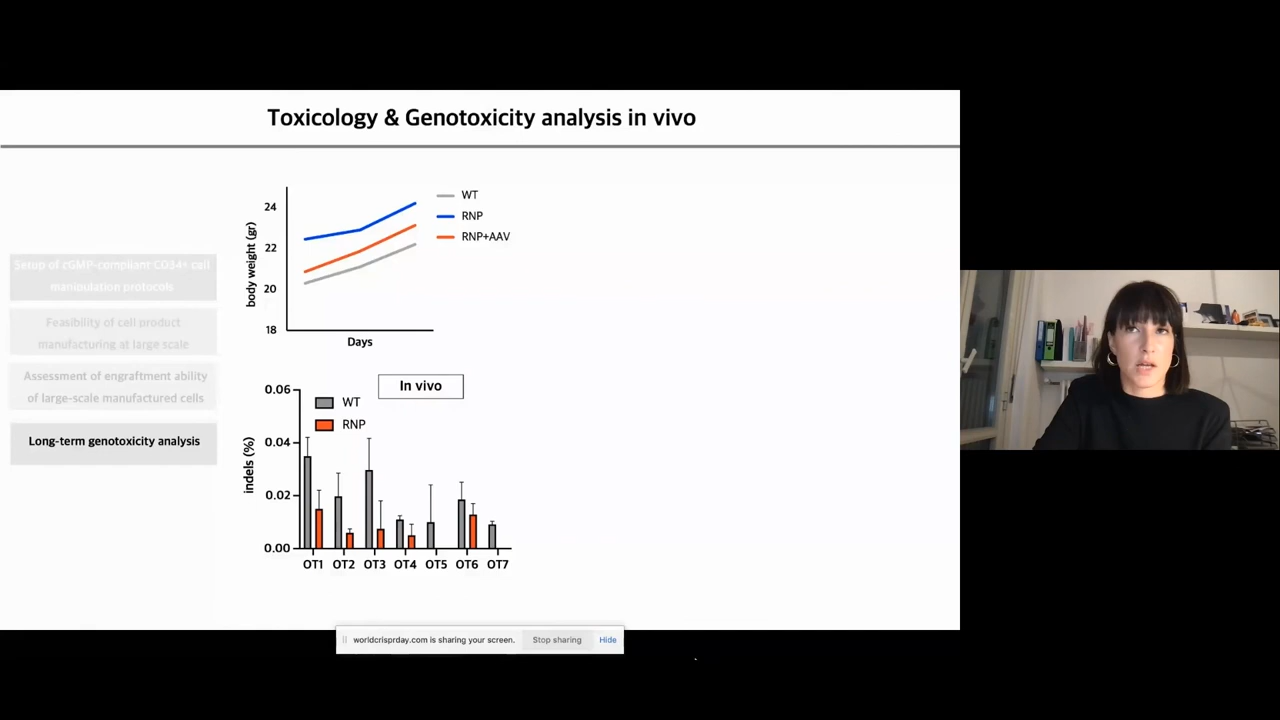 Toxicology & Genotoxicity analysis in vivo
Setup of cGMP-compliant CD34+ cell
manipulation protocols
Feasibility of cell product
manufacturing at large scale
Assessment of engraftment ability
of large-scale manufactured cells
Long-term genotoxicity analysis
body weight (gr)
24
22
20
18
Days
WT
RNP
RNP+AAV
In vivo
indels (%)
0.06
0.04
0.02
0.00
WT
RNP
OT1 OT2 OT3 OT4 OT5 OT6 OT7
worldcrisprday.com is sharing your screen. Stop sharing Hide